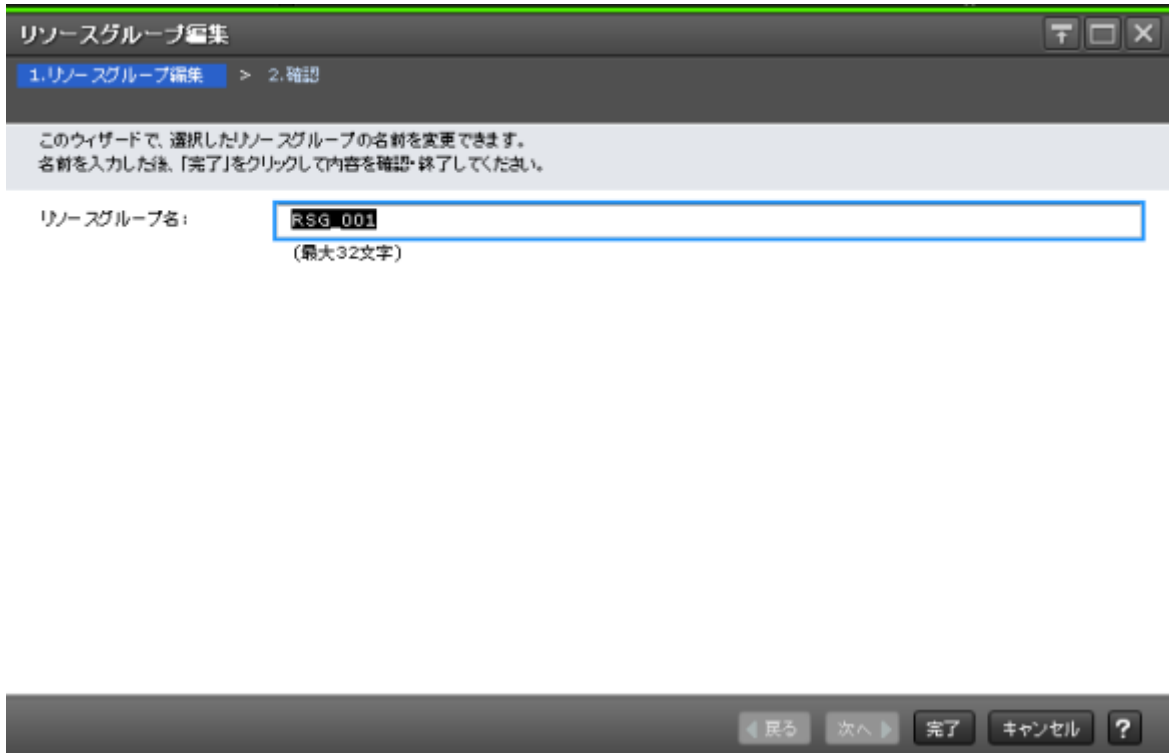 リソースグループ編集
1.リソースグループ編集 > 2.確認
このウィザードで、選択したリソースグループの名前を変更できます。
名前を入力した後、「完了」をクリックして内容を確認・終了してください。
リソースグループ名: RSG_001
(最大32文字)
戻る 次へ 完了 キャンセル ?